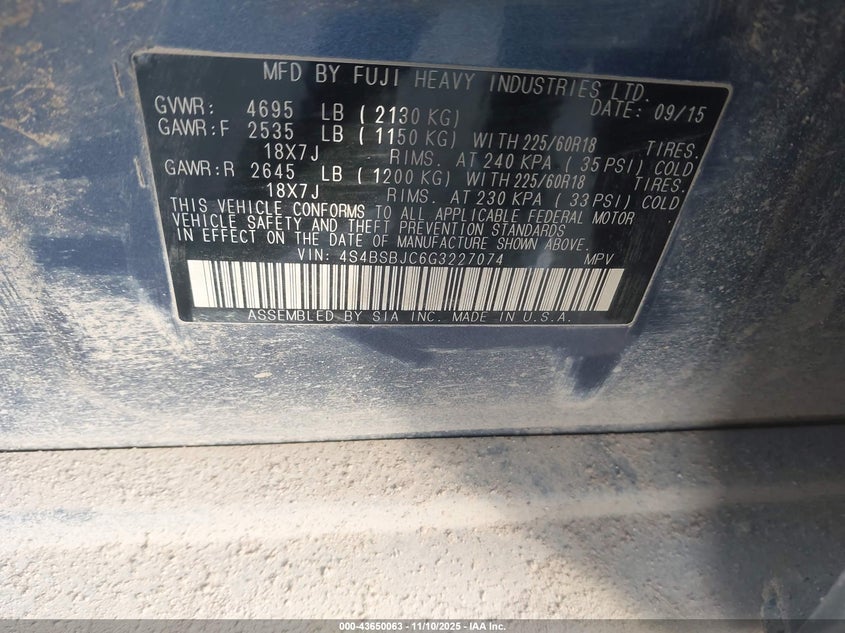 MFD BY FUJI HEAVY INDUSTRIES LTD.
GVWR: 4695 LB ( 2130 KG) DATE: 09/15
GAWR:F 2535 LB ( 1150 KG) WITH 225/60R18 TIRES.
18X7J RIMS. AT 240 KPA ( 35 PSI) COLD
GAWR:R 2645 LB ( 1200 KG) WITH 225/60R18 TIRES.
18X7J RIMS. AT 230 KPA ( 33 PSI) COLD
THIS VEHICLE CONFORMS TO ALL APPLICABLE FEDERAL MOTOR
VEHICLE SAFETY AND THEFT PREVENTION STANDARDS
IN EFFECT ON THE DATE OF MANUFACTURE SHOWN ABOVE.
VIN: 4S4BSBJC6G3227074 MPV
ASSEMBLED BY SIA INC. MADE IN U.S.A.
000-43650063 - 11/10/2025 - IAA Inc.